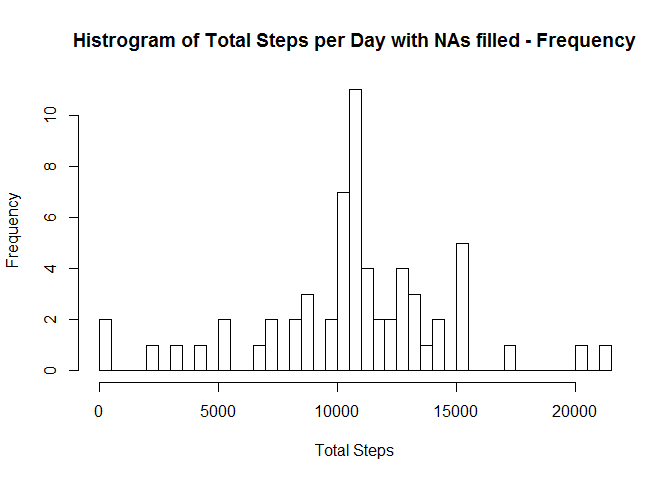 Histrogram of Total Steps per Day with NAs filled - Frequency
Frequency
10
8
6
4
2
0
0 5000 10000 15000 20000
Total Steps